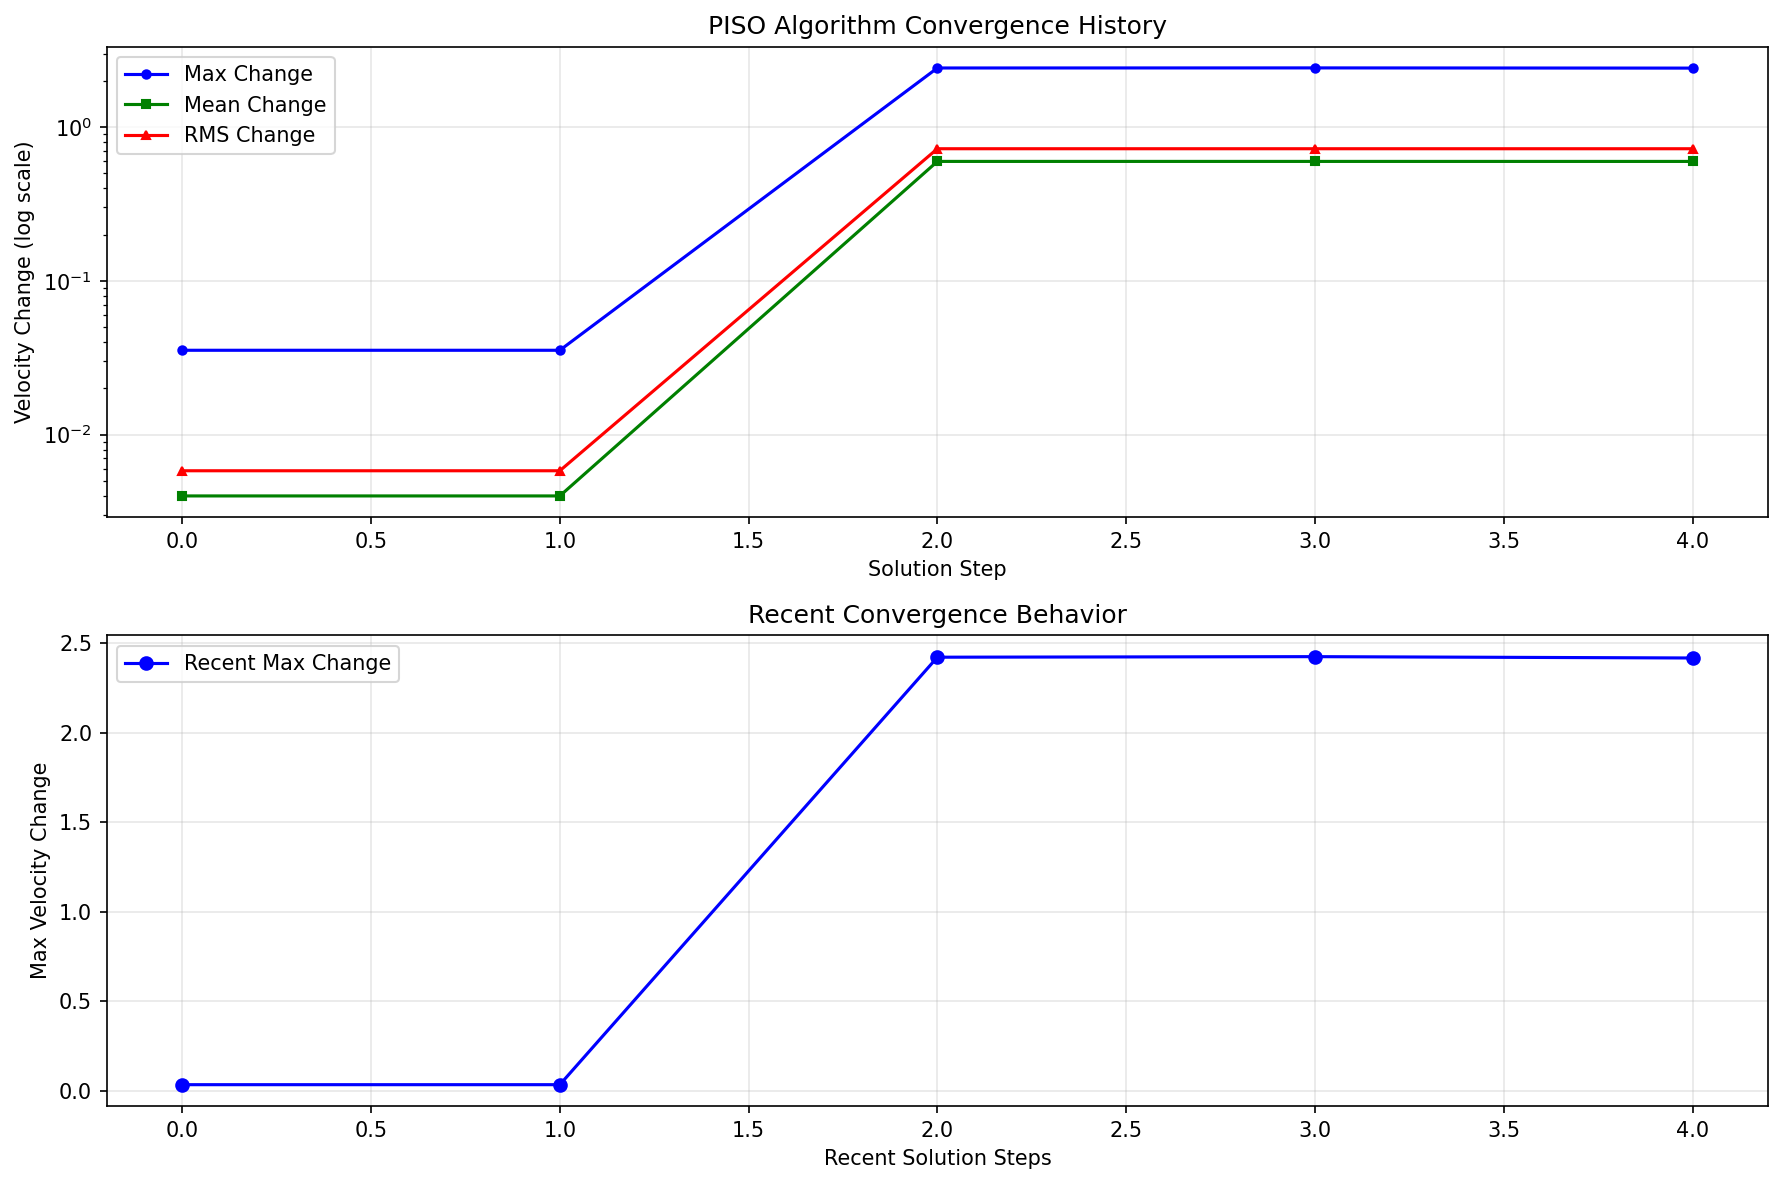 PISO Algorithm Convergence History
Max Change
Mean Change
RMS Change
Velocity Change (log scale)
10⁰
10⁻¹
10⁻²
0.0 0.5 1.0 1.5 2.0 2.5 3.0 3.5 4.0
Solution Step
Recent Convergence Behavior
Recent Max Change
Max Velocity Change
2.5
2.0
1.5
1.0
0.5
0.0
0.0 0.5 1.0 1.5 2.0 2.5 3.0 3.5 4.0
Recent Solution Steps